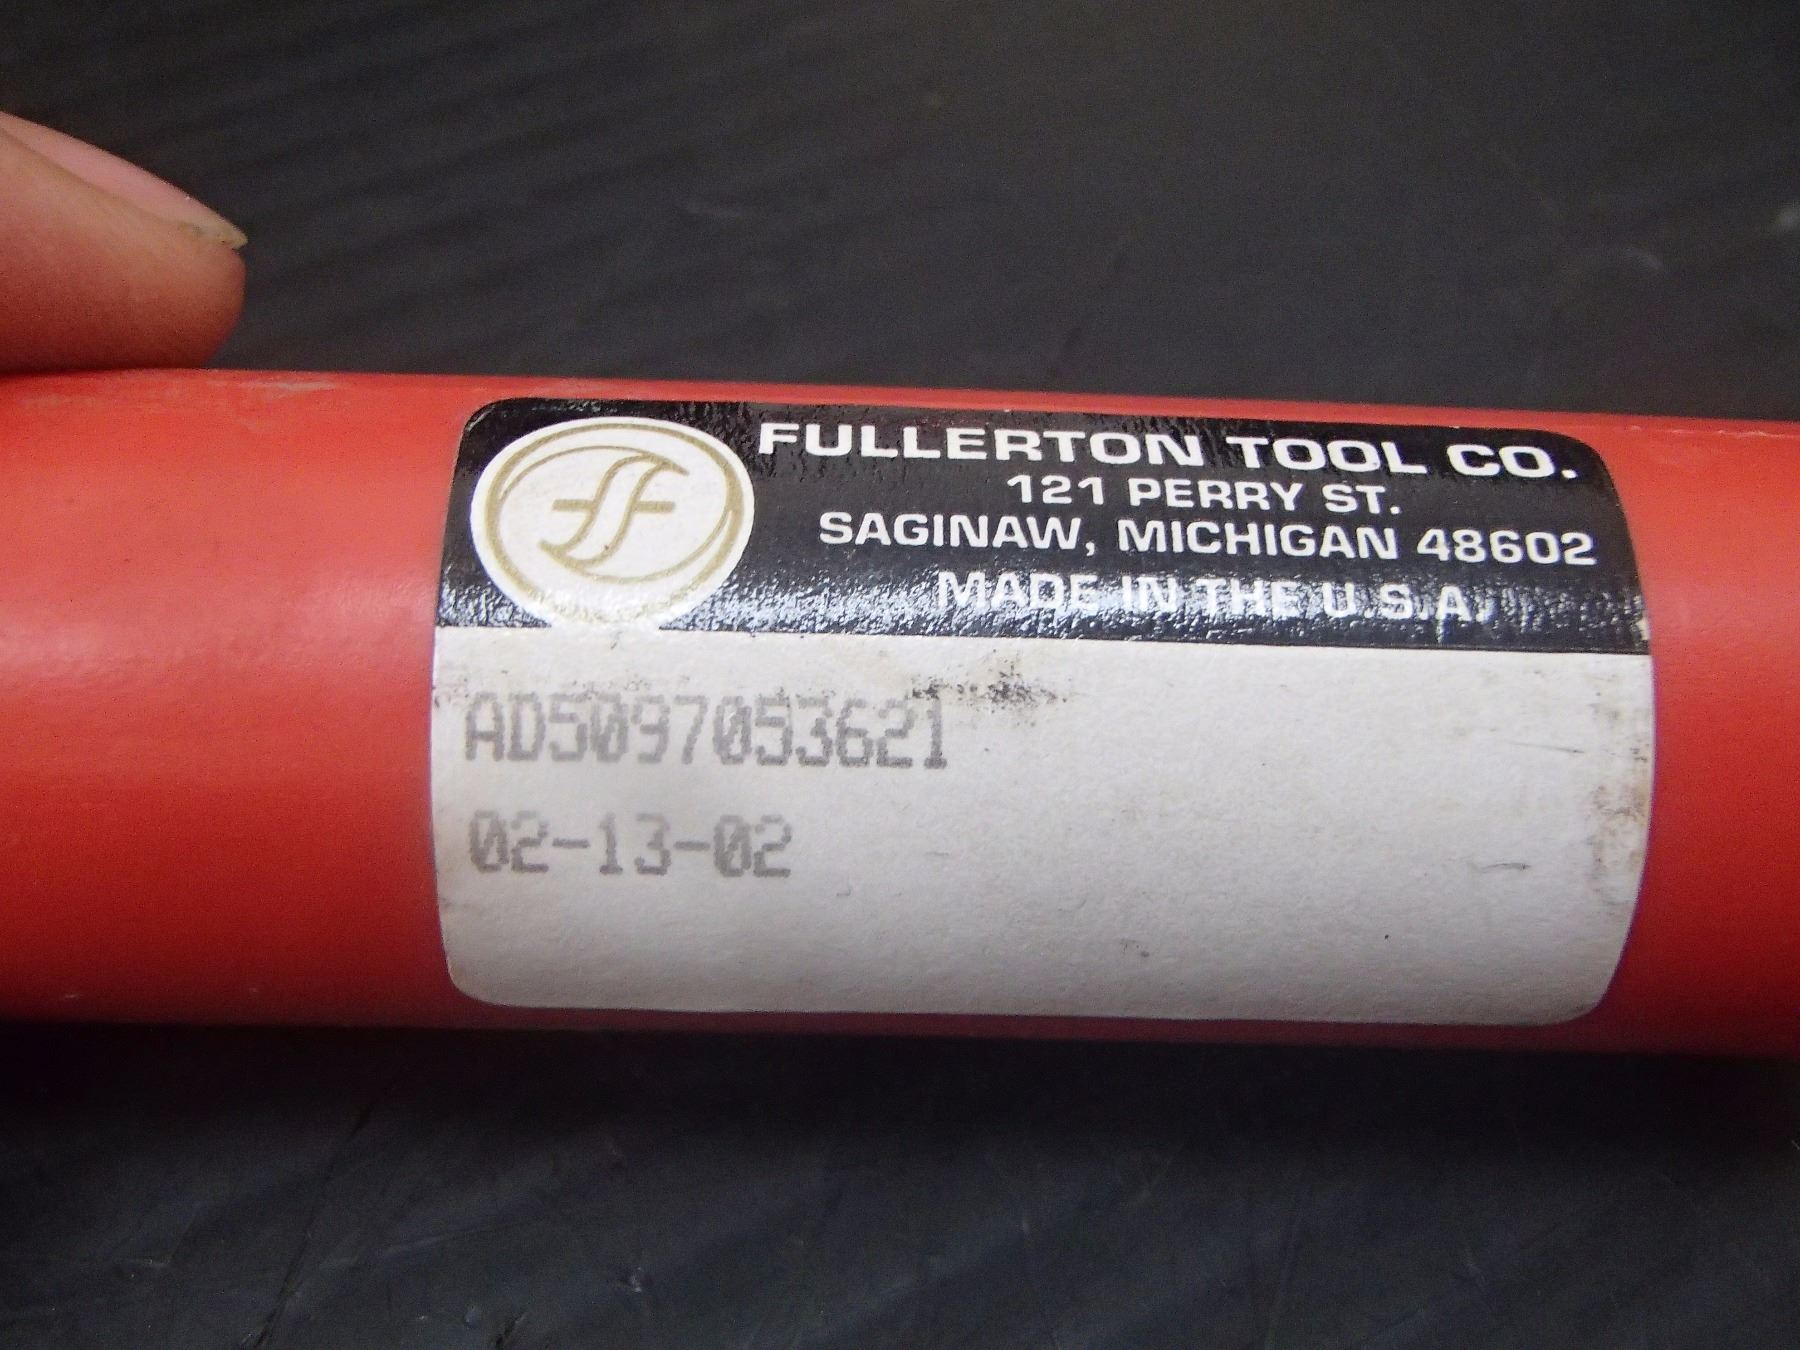 FULLERTON TOOL CO.
121 PERRY ST.
SAGINAW, MICHIGAN 48602
MADE IN THE U.S.A.
AD5097053621
02-13-02